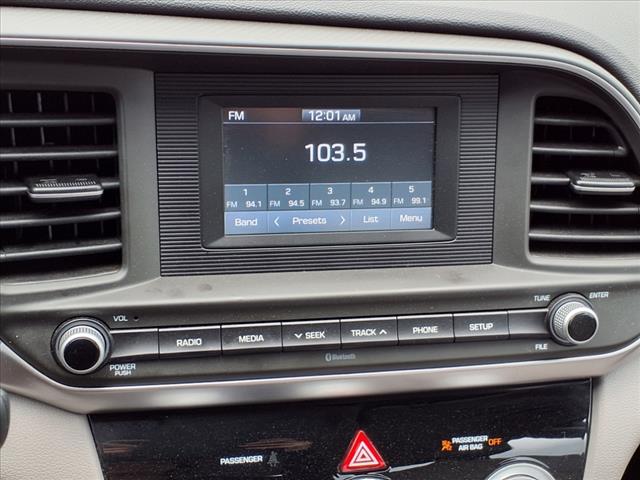 FM 12:01 AM
103.5
1 2 3 4 5
FM 94.1 FM 94.5 FM 93.7 FM 94.9 FM 99.1
Band < Presets > List Menu
VOL TUNE ENTER
RADIO MEDIA SEEK TRACK PHONE SETUP
POWER PUSH Bluetooth FILE
PASSENGER AIR BAG OFF
PASSENGER